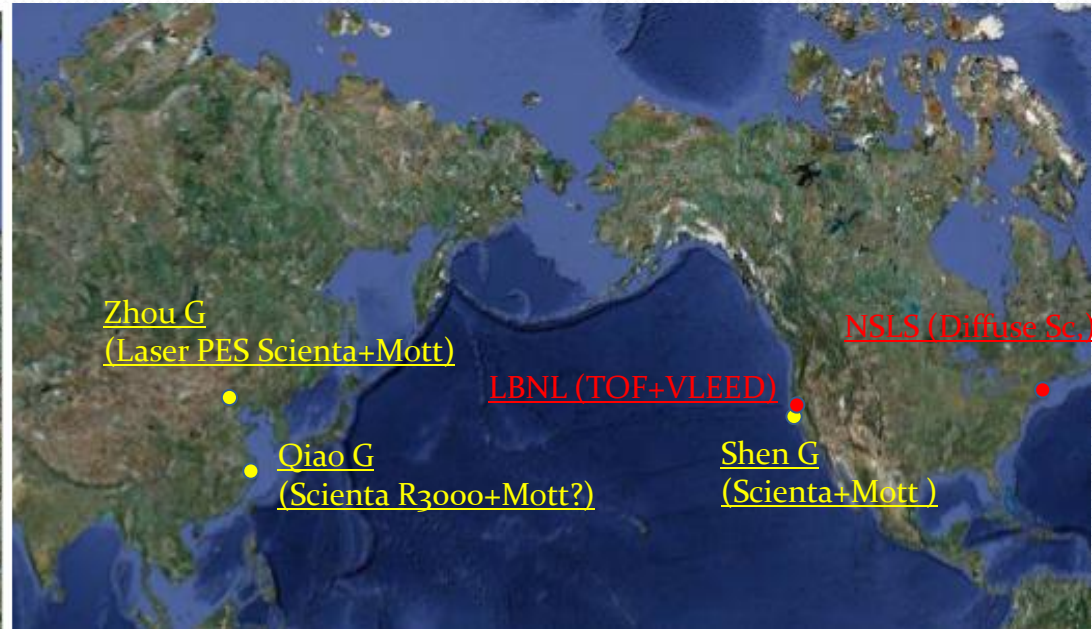 Zhou G
(Laser PES Scienta+Mott)
NSLS (Diffuse Sc,)
LBNL (TOF+VLEED)
Qiao G
(Scienta R3000+Mott?)
Shen G
(Scienta+Mott )